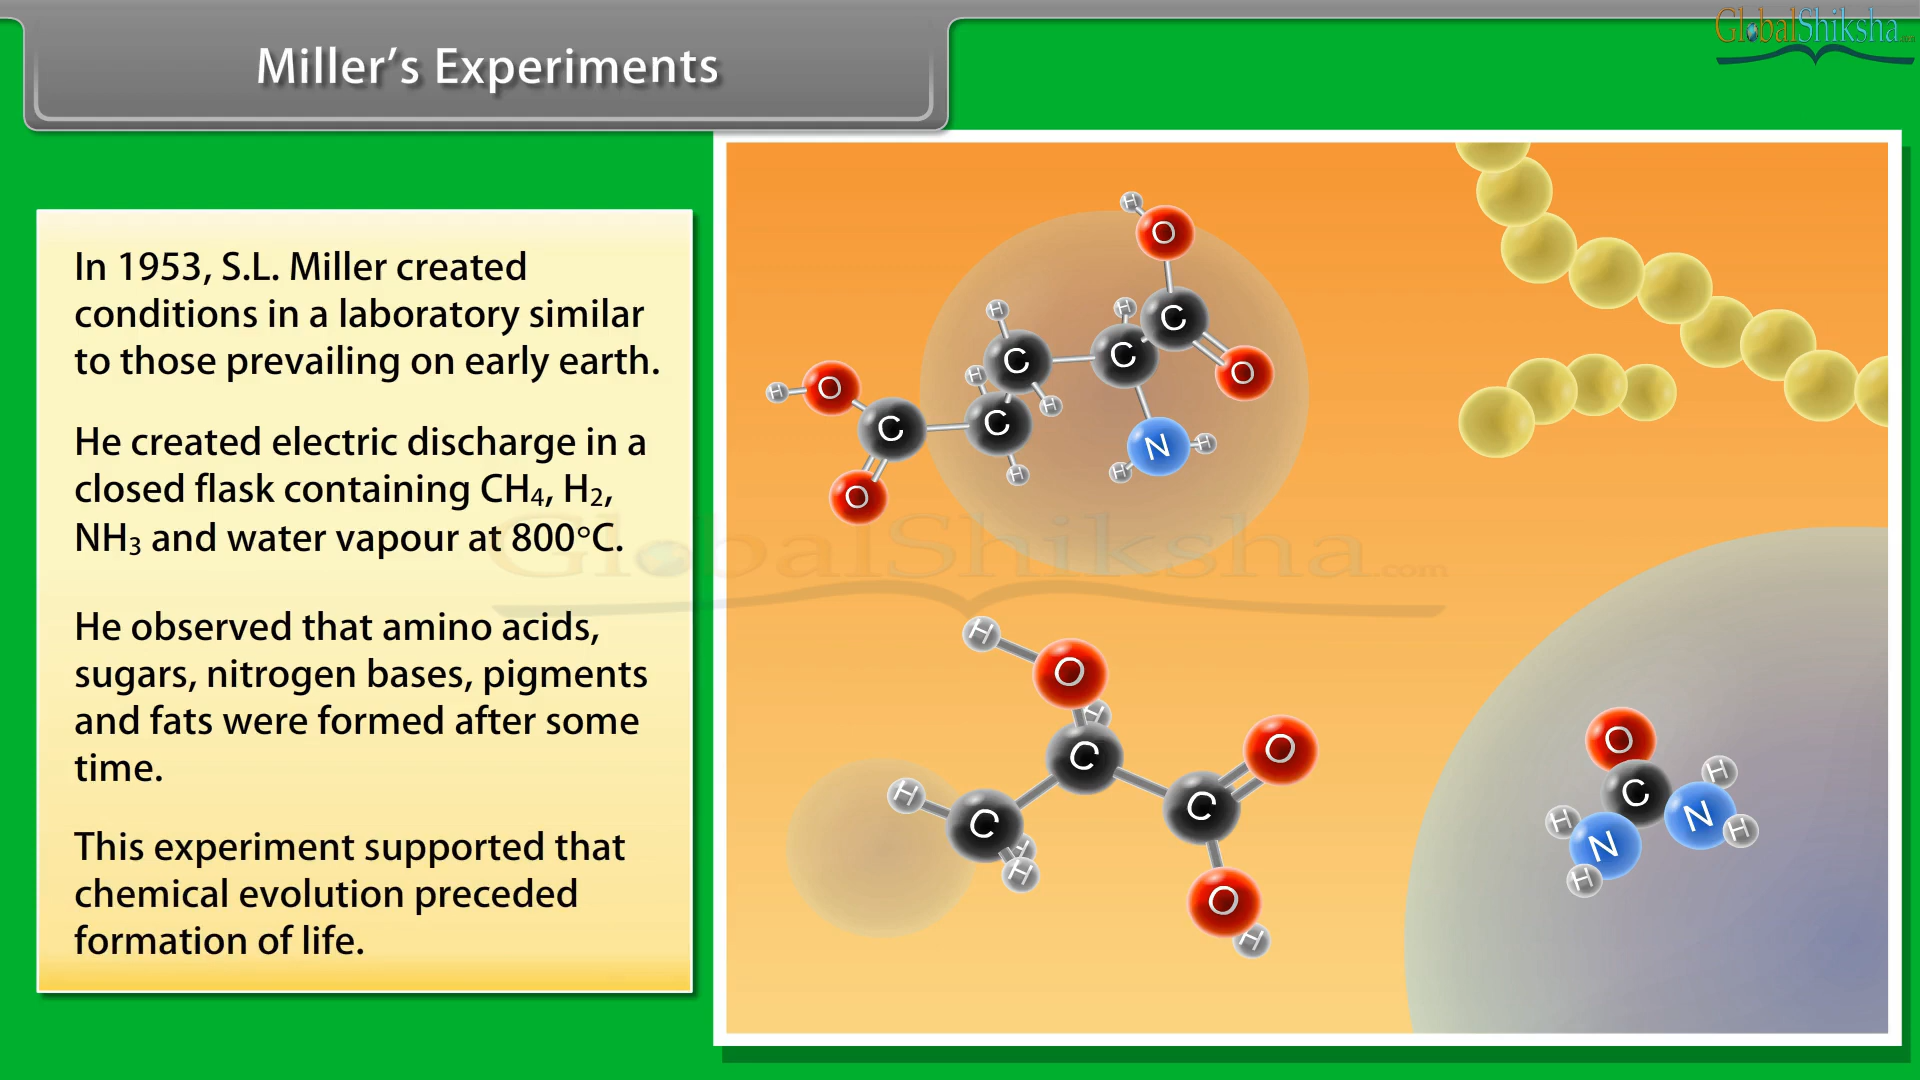 Miller's Experiments
GlobalShiksha
In 1953, S.L. Miller created
conditions in a laboratory similar
to those prevailing on early earth.
He created electric discharge in a
closed flask containing CH₄, H₂,
NH₃ and water vapour at 800°C.
He observed that amino acids,
sugars, nitrogen bases, pigments
and fats were formed after some
time.
This experiment supported that
chemical evolution preceded
formation of life.
GlobalShiksha.com
H
O
H
H
C
C
C
H
O
H
O
C
C
H
N
H
H
H
O
H
O
H
C
O
H
C
C
H
H
O
H
O
C
H
H
N
N
H
H